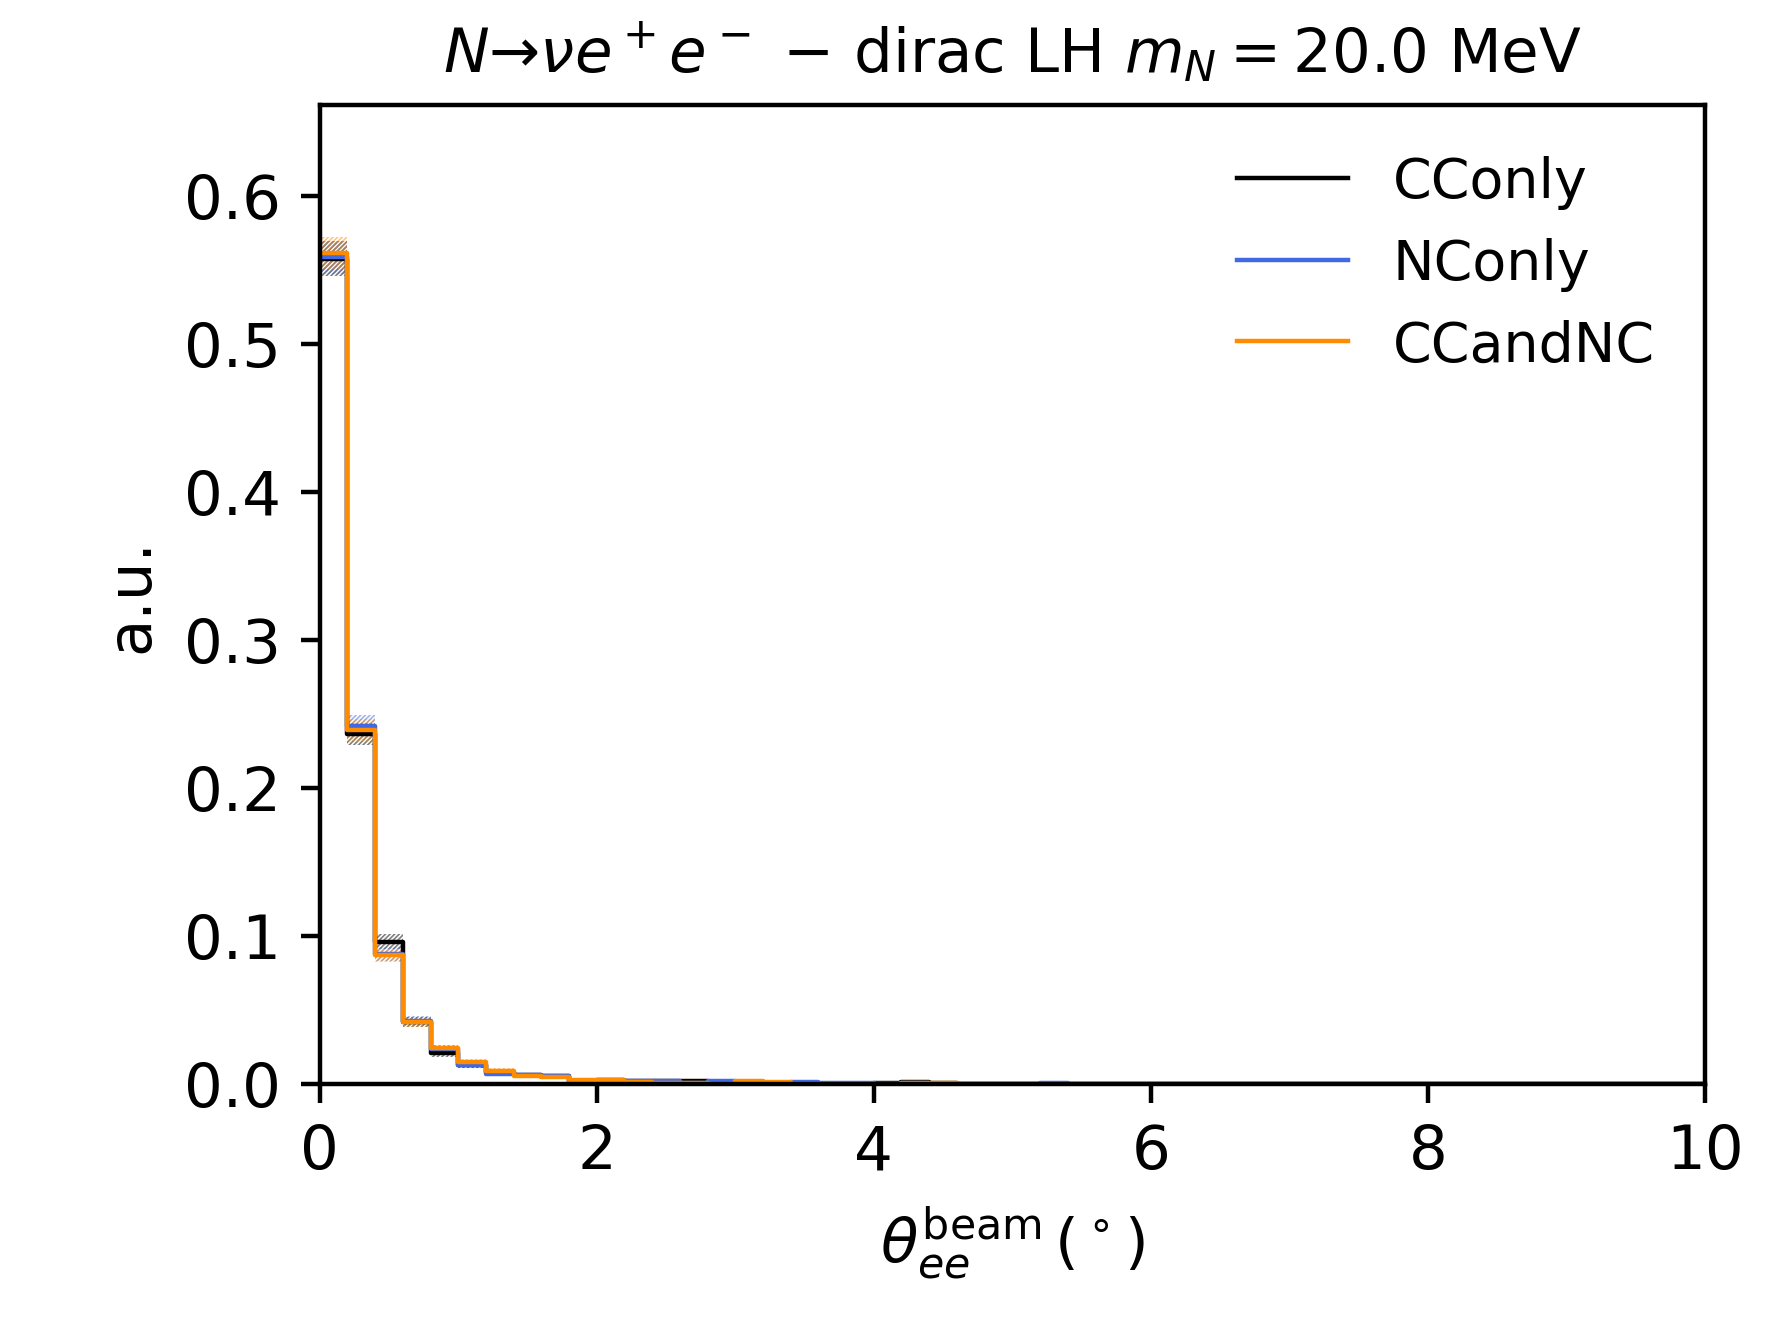 N→νe⁺e⁻ − dirac LH m_N = 20.0 MeV
CConly
NConly
CCandNC
0.6
0.5
0.4
0.3
0.2
0.1
0.0
a.u.
0 2 4 6 8 10
θ_ee^beam (°)